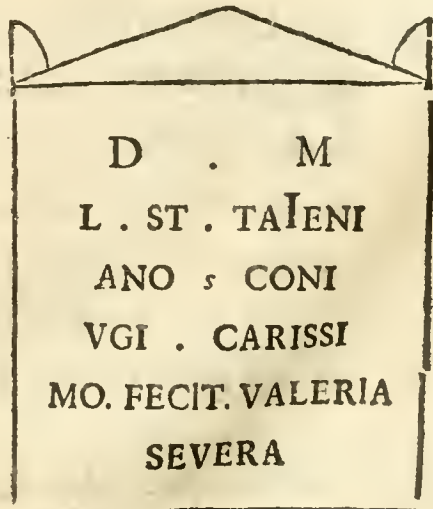 D . M
L . ST . TAIENI
ANO s CONI
VGI . CARISSI
MO. FECIT. VALERIA
SEVERA